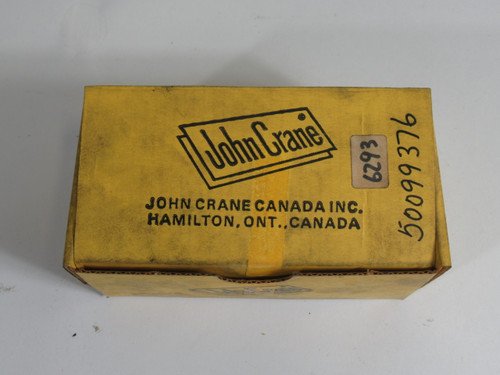 John Crane®
JOHN CRANE CANADA INC.
HAMILTON, ONT., CANADA
6293
50099376